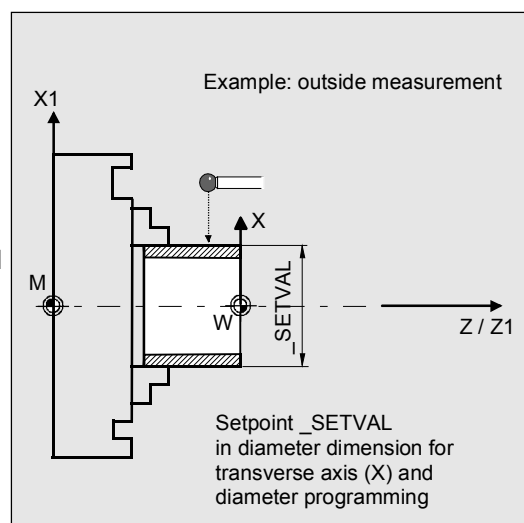 Example: outside measurement
X1
X
M
W
_SETVAL
Z / Z1
Setpoint _SETVAL
in diameter dimension for
transverse axis (X) and
diameter programming